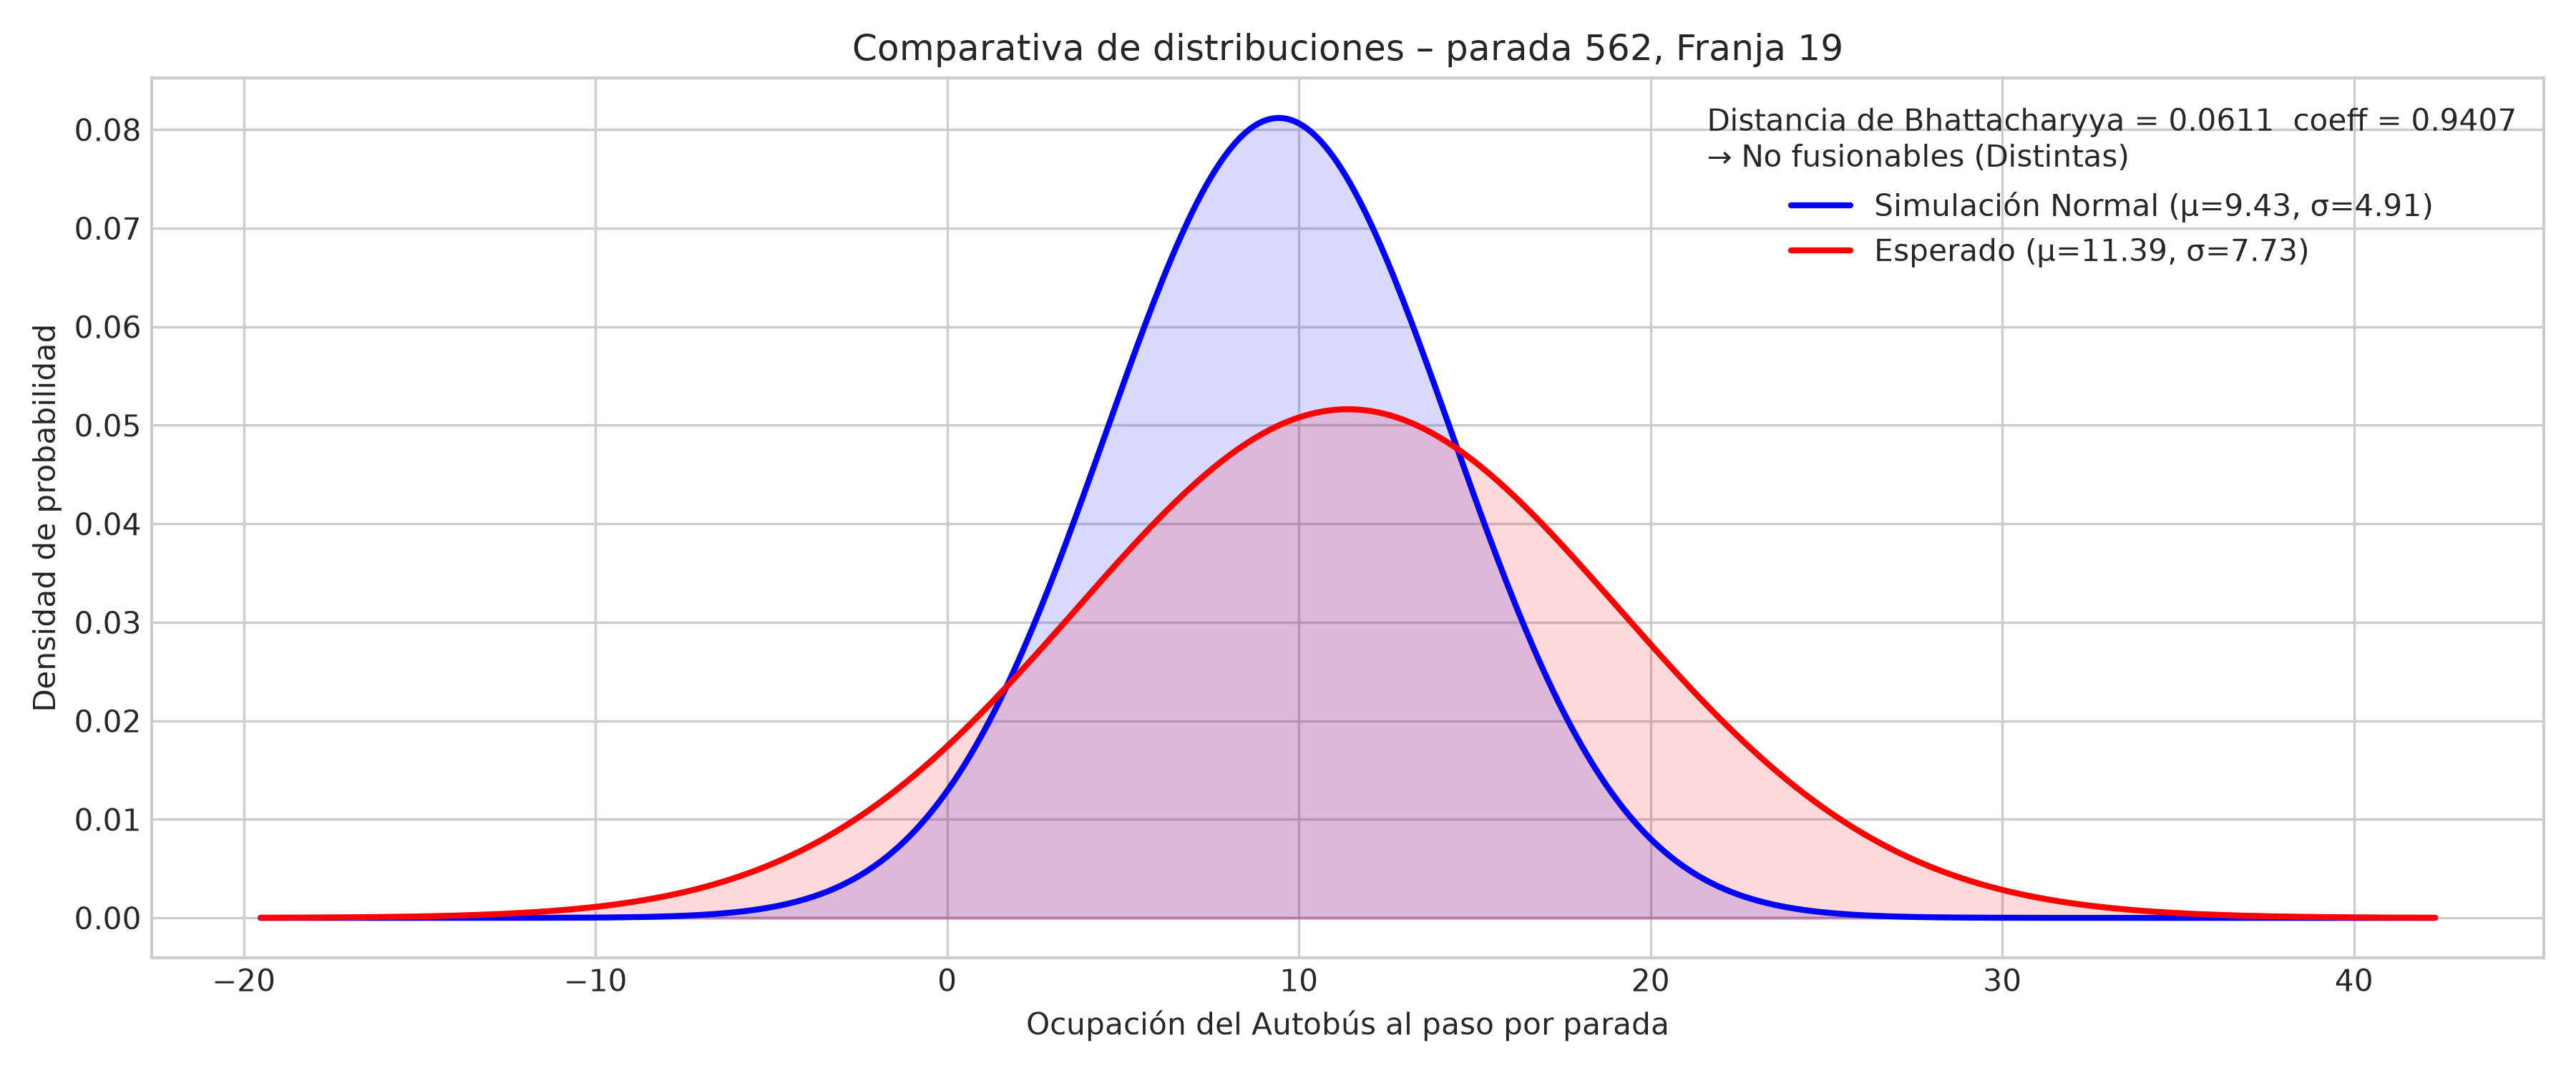 Comparativa de distribuciones – parada 562, Franja 19
Distancia de Bhattacharyya = 0.0611  coeff = 0.9407
→ No fusionables (Distintas)
Simulación Normal (μ=9.43, σ=4.91)
Esperado (μ=11.39, σ=7.73)
Densidad de probabilidad
0.08
0.07
0.06
0.05
0.04
0.03
0.02
0.01
0.00
−20 −10 0 10 20 30 40
Ocupación del Autobús al paso por parada